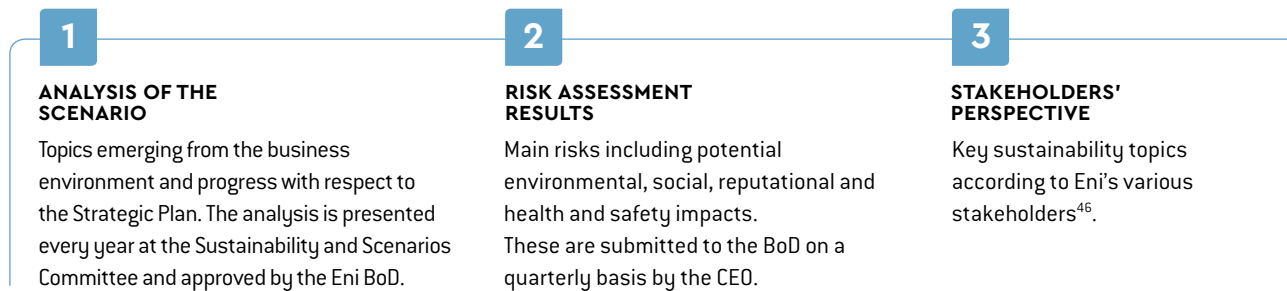 1
ANALYSIS OF THE
SCENARIO
Topics emerging from the business
environment and progress with respect to
the Strategic Plan. The analysis is presented
every year at the Sustainability and Scenarios
Committee and approved by the Eni BoD.
2
RISK ASSESSMENT
RESULTS
Main risks including potential
environmental, social, reputational and
health and safety impacts.
These are submitted to the BoD on a
quarterly basis by the CEO.
3
STAKEHOLDERS'
PERSPECTIVE
Key sustainability topics
according to Eni's various
stakeholders⁴⁶.